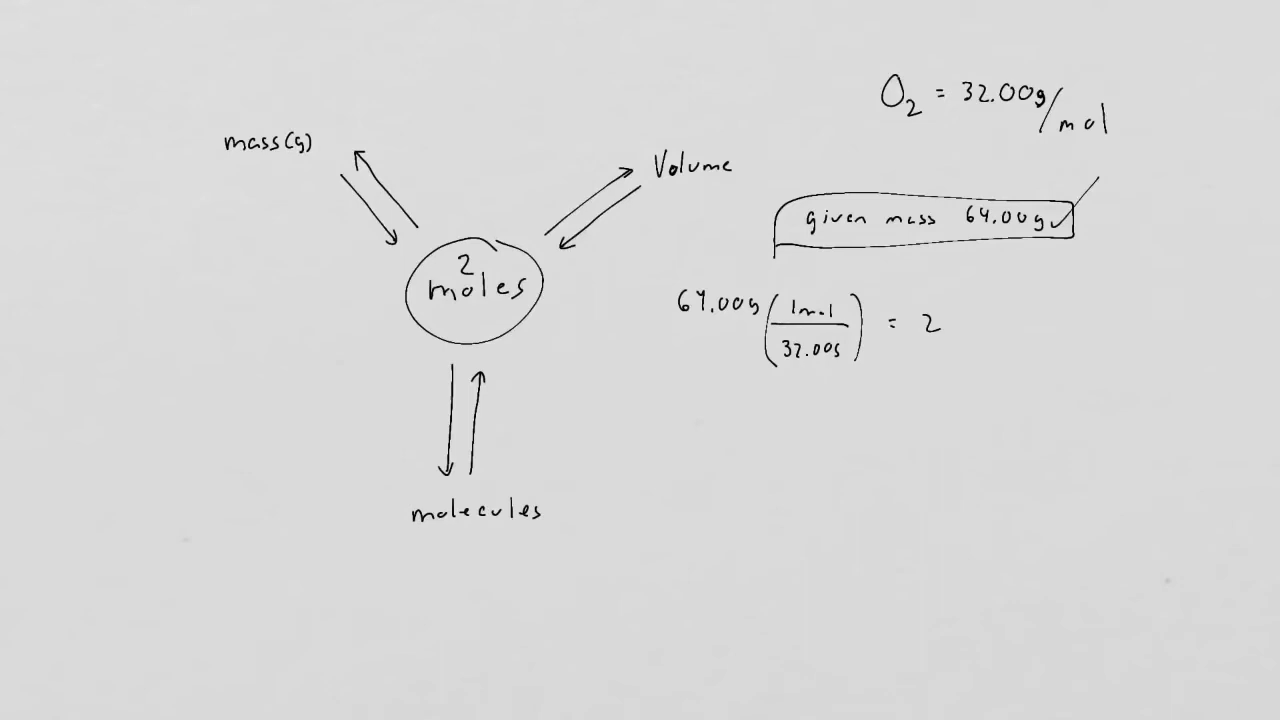 O₂ = 32.00g/mol
mass(g)
Volume
given mass 64.00g
2
moles
64.00g (1mol/32.00g) = 2
molecules